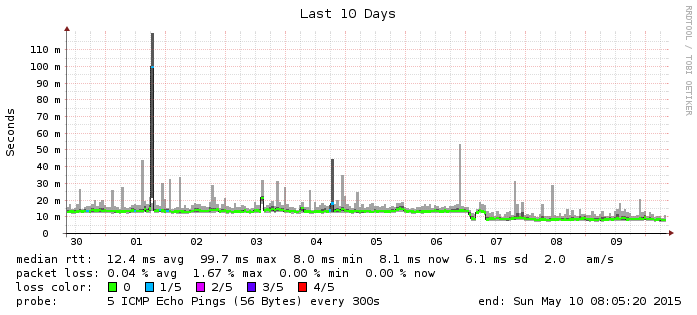 Last 10 Days
RRDTOOL / TOBI OETIKER
Seconds
110 m
100 m
90 m
80 m
70 m
60 m
50 m
40 m
30 m
20 m
10 m
0
30 01 02 03 04 05 06 07 08 09
median rtt: 12.4 ms avg 99.7 ms max 8.0 ms min 8.1 ms now 6.1 ms sd 2.0 am/s
packet loss: 0.04 % avg 1.67 % max 0.00 % min 0.00 % now
loss color: 0 1/5 2/5 3/5 4/5
probe: 5 ICMP Echo Pings (56 Bytes) every 300s end: Sun May 10 08:05:20 2015